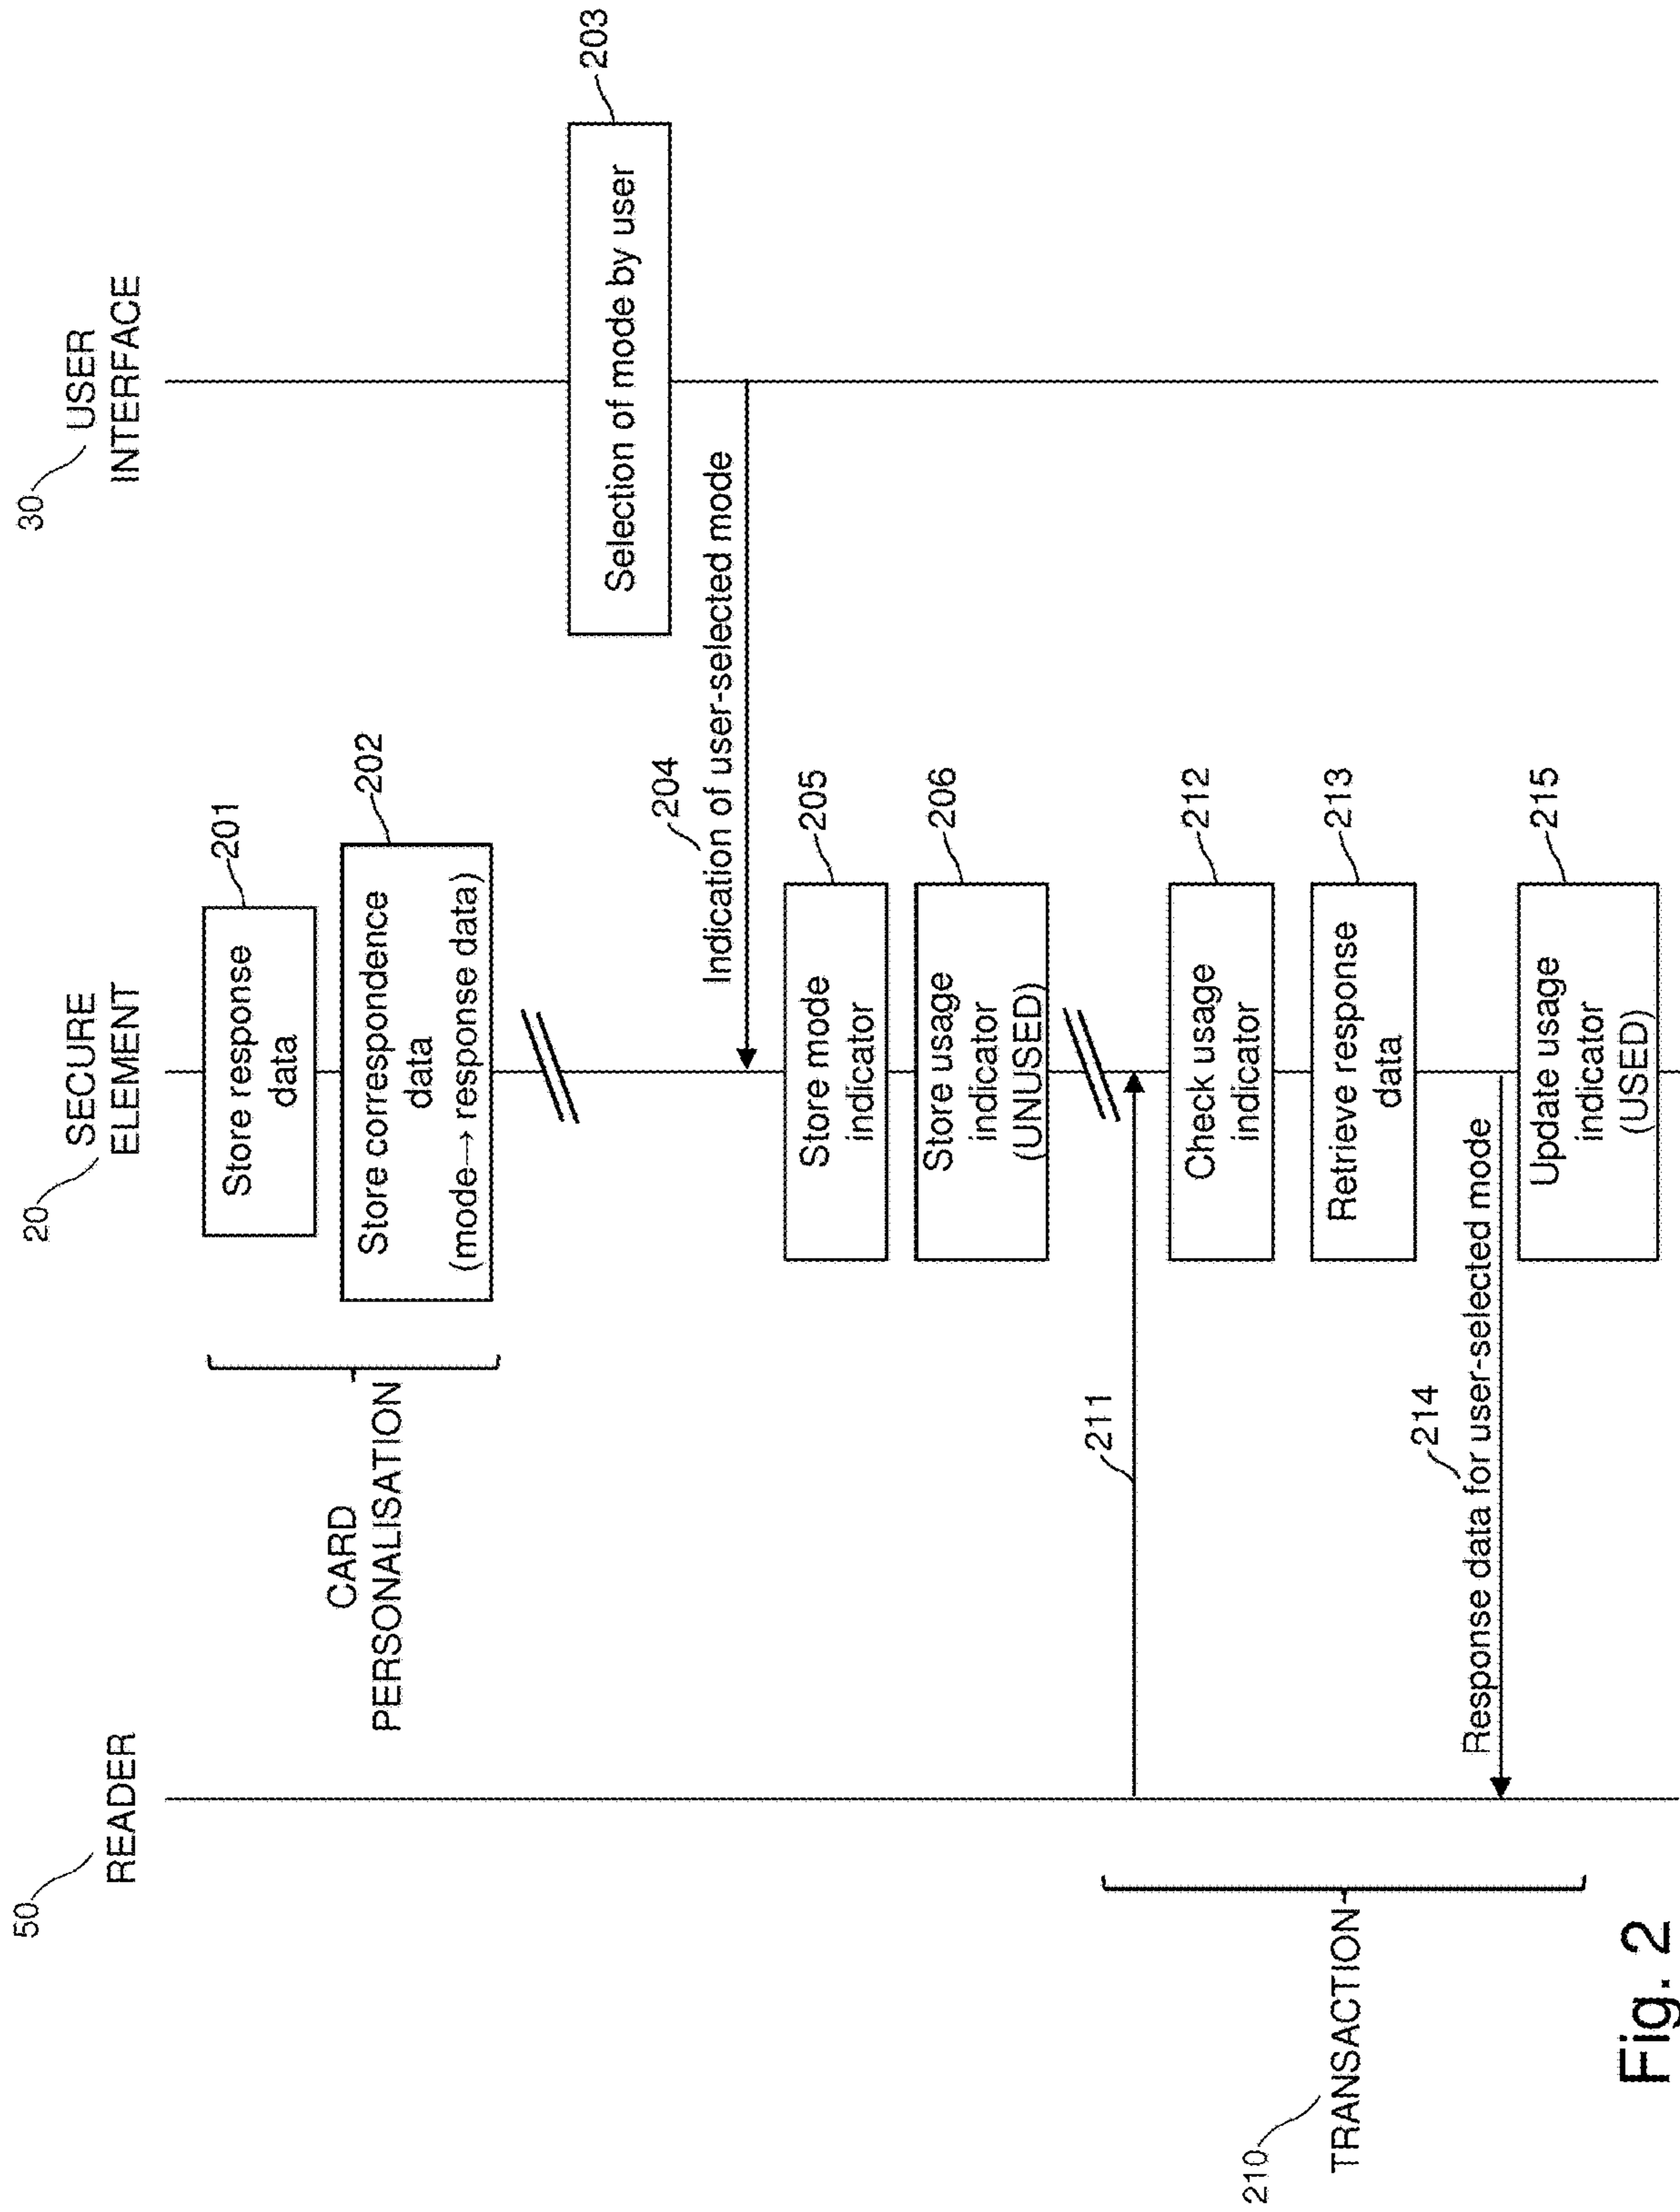 50
READER
20
SECURE
ELEMENT
30
USER
INTERFACE
CARD
PERSONALISATION
201
Store response
data
202
Store correspondence
data
(mode→ response data)
203
Selection of mode by user
204
Indication of user-selected mode
205
Store mode
indicator
206
Store usage
indicator
(UNUSED)
210
TRANSACTION
211
212
Check usage
indicator
213
Retrieve response
data
214
Response data for user-selected mode
215
Update usage
indicator
(USED)
Fig. 2